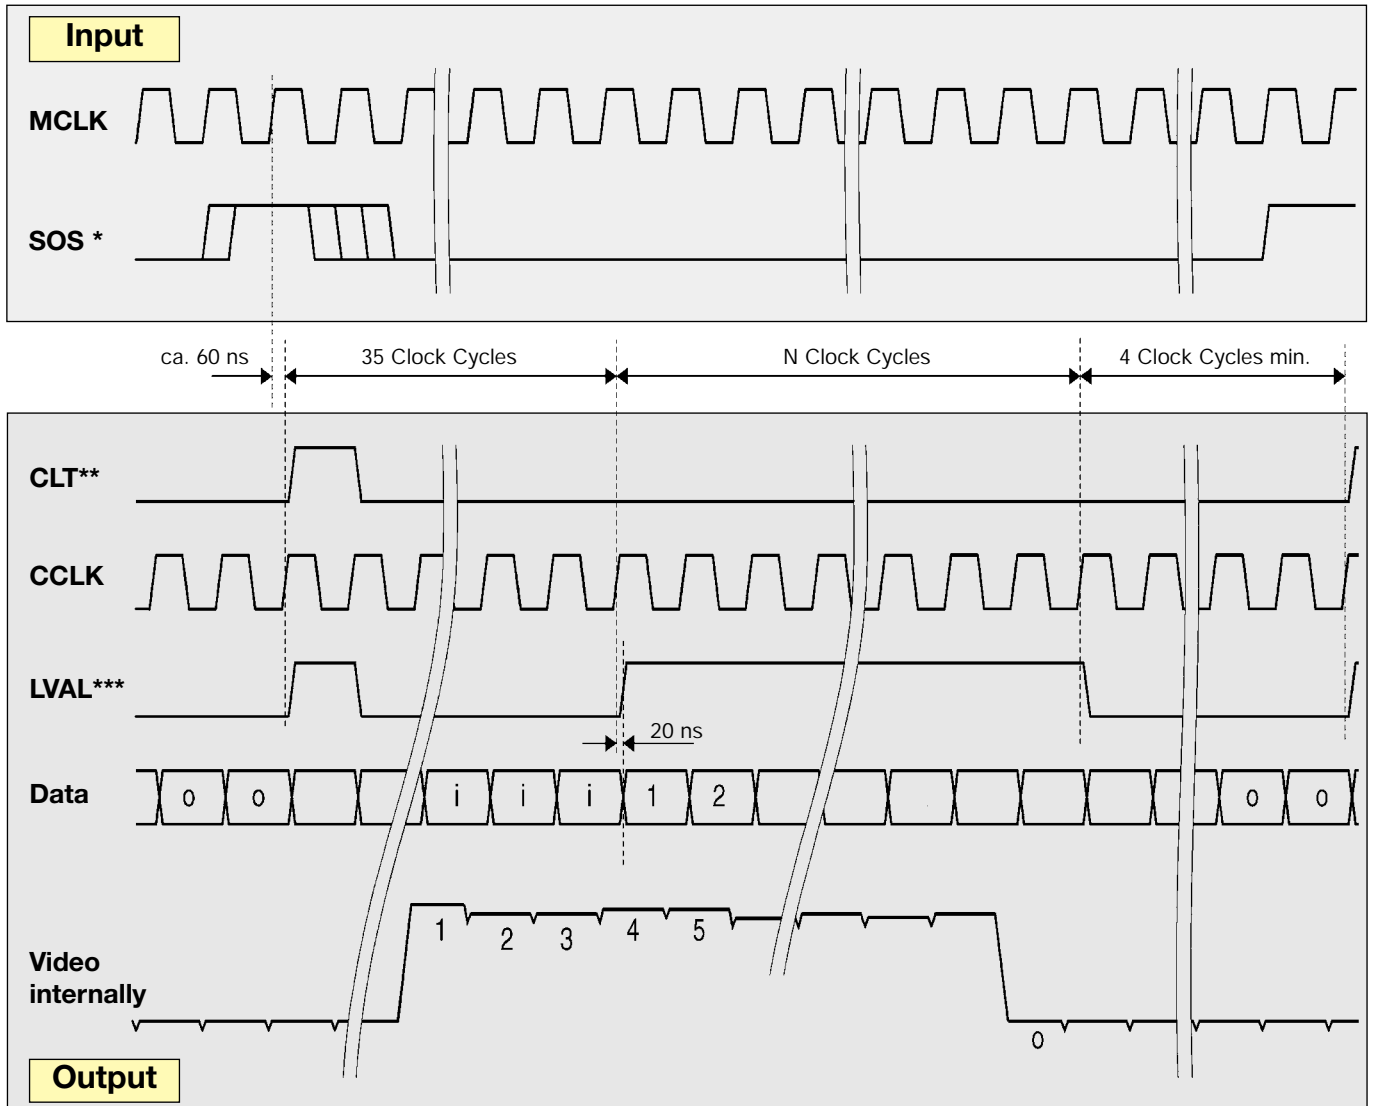 Input
MCLK
SOS *
ca. 60 ns 35 Clock Cycles N Clock Cycles 4 Clock Cycles min.
CLT**
CCLK
LVAL***
20 ns
Data o o i i i 1 2 o o
1 2 3 4 5
Video
internally
0
Output